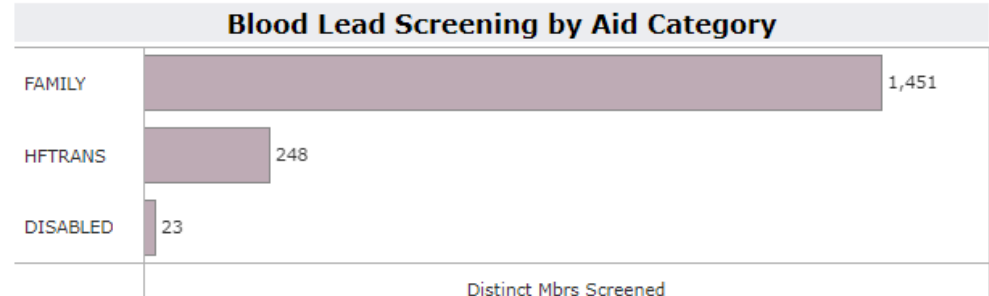 Blood Lead Screening by Aid Category
FAMILY 1,451
HFTRANS 248
DISABLED 23
Distinct Mbrs Screened